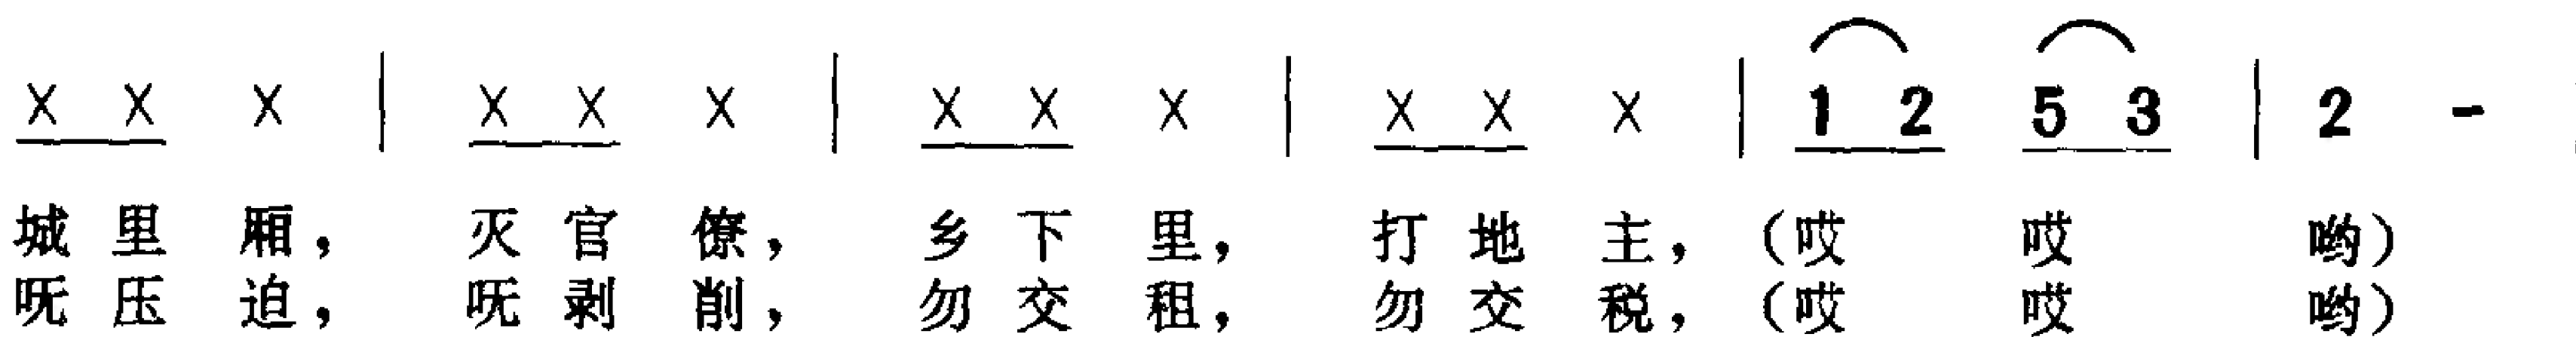 X X X | X X X | X X X | X X X | 1 2 5 3 | 2 -
城里厢，灭官僚，乡下里，打地主，（哎哎哟）
呒压迫，呒剥削，勿交租，勿交税，（哎哎哟）